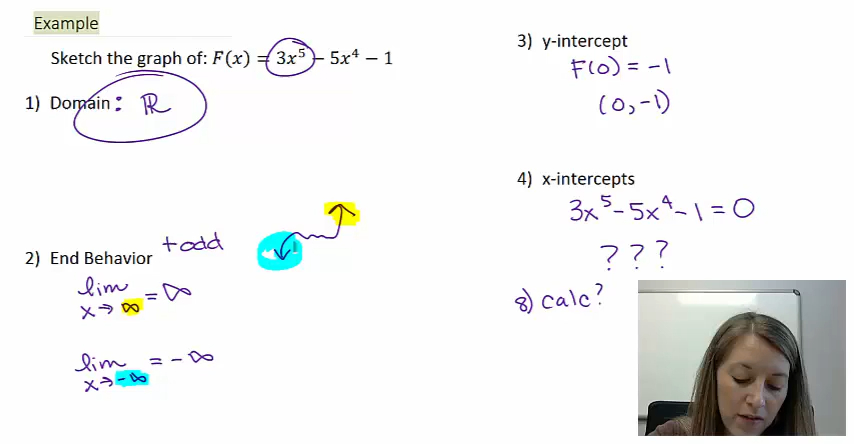 Example
Sketch the graph of: F(x) = 3x⁵ − 5x⁴ − 1
1) Domain : ℝ
2) End Behavior + odd
lim x→∞ = ∞
lim x→-∞ = -∞
3) y-intercept
F(0) = -1
(0, -1)
4) x-intercepts
3x⁵ - 5x⁴ - 1 = 0
? ? ?
8) calc?